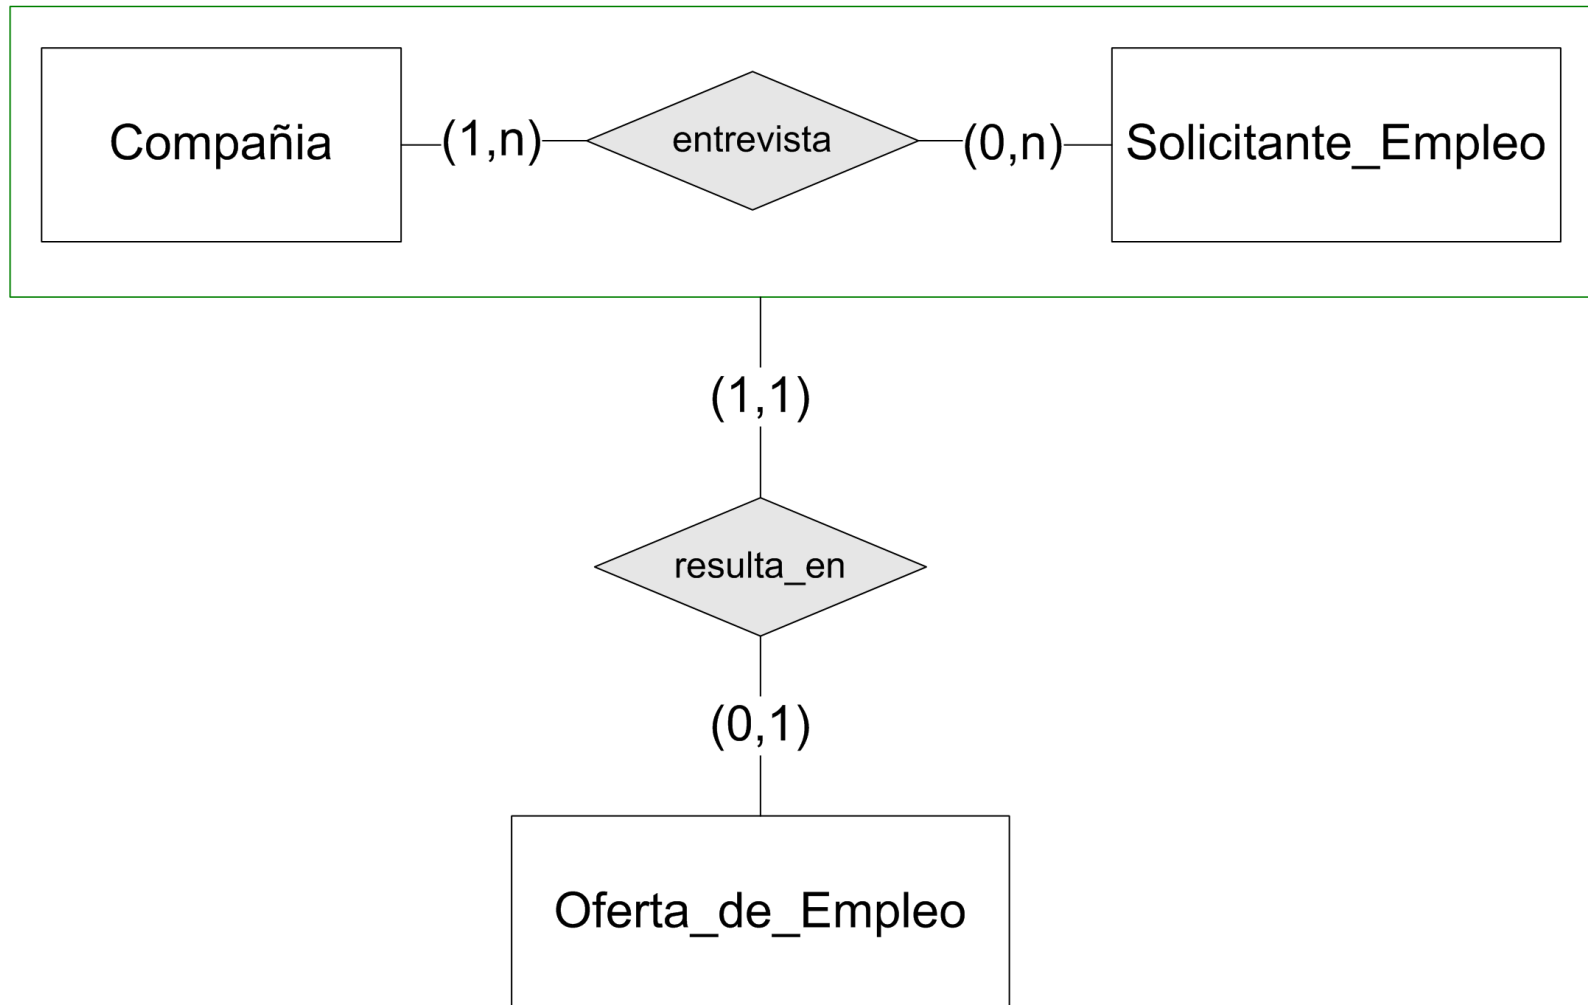 Compañia
(1,n)
entrevista
(0,n)
Solicitante_Empleo
(1,1)
resulta_en
(0,1)
Oferta_de_Empleo